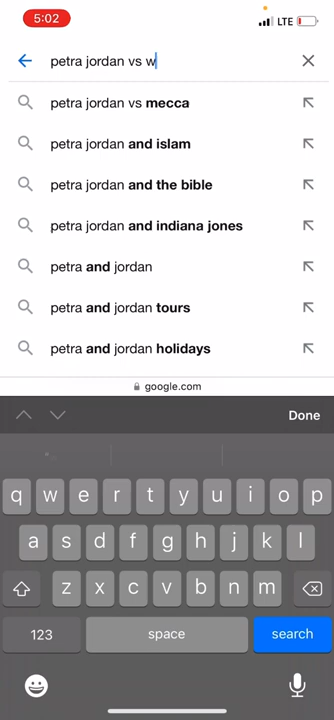 5:02
LTE
petra jordan vs w
petra jordan vs mecca
petra jordan and islam
petra jordan and the bible
petra jordan and indiana jones
petra and jordan
petra and jordan tours
petra and jordan holidays
google.com
Done
q w e r t y u i o p
a s d f g h j k l
z x c v b n m
123 space search